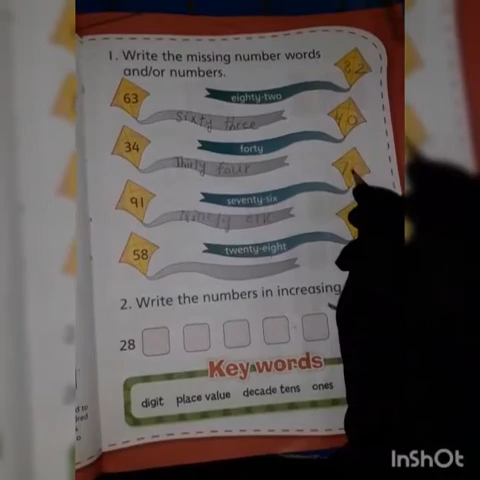 1. Write the missing number words
and/or numbers.
82
63
eighty-two
sixty three
40
34
forty
Thirty four
91
seventy-six
58
twenty-eight
2. Write the numbers in increasing
28
Key words
digit place value decade tens ones
InShOt